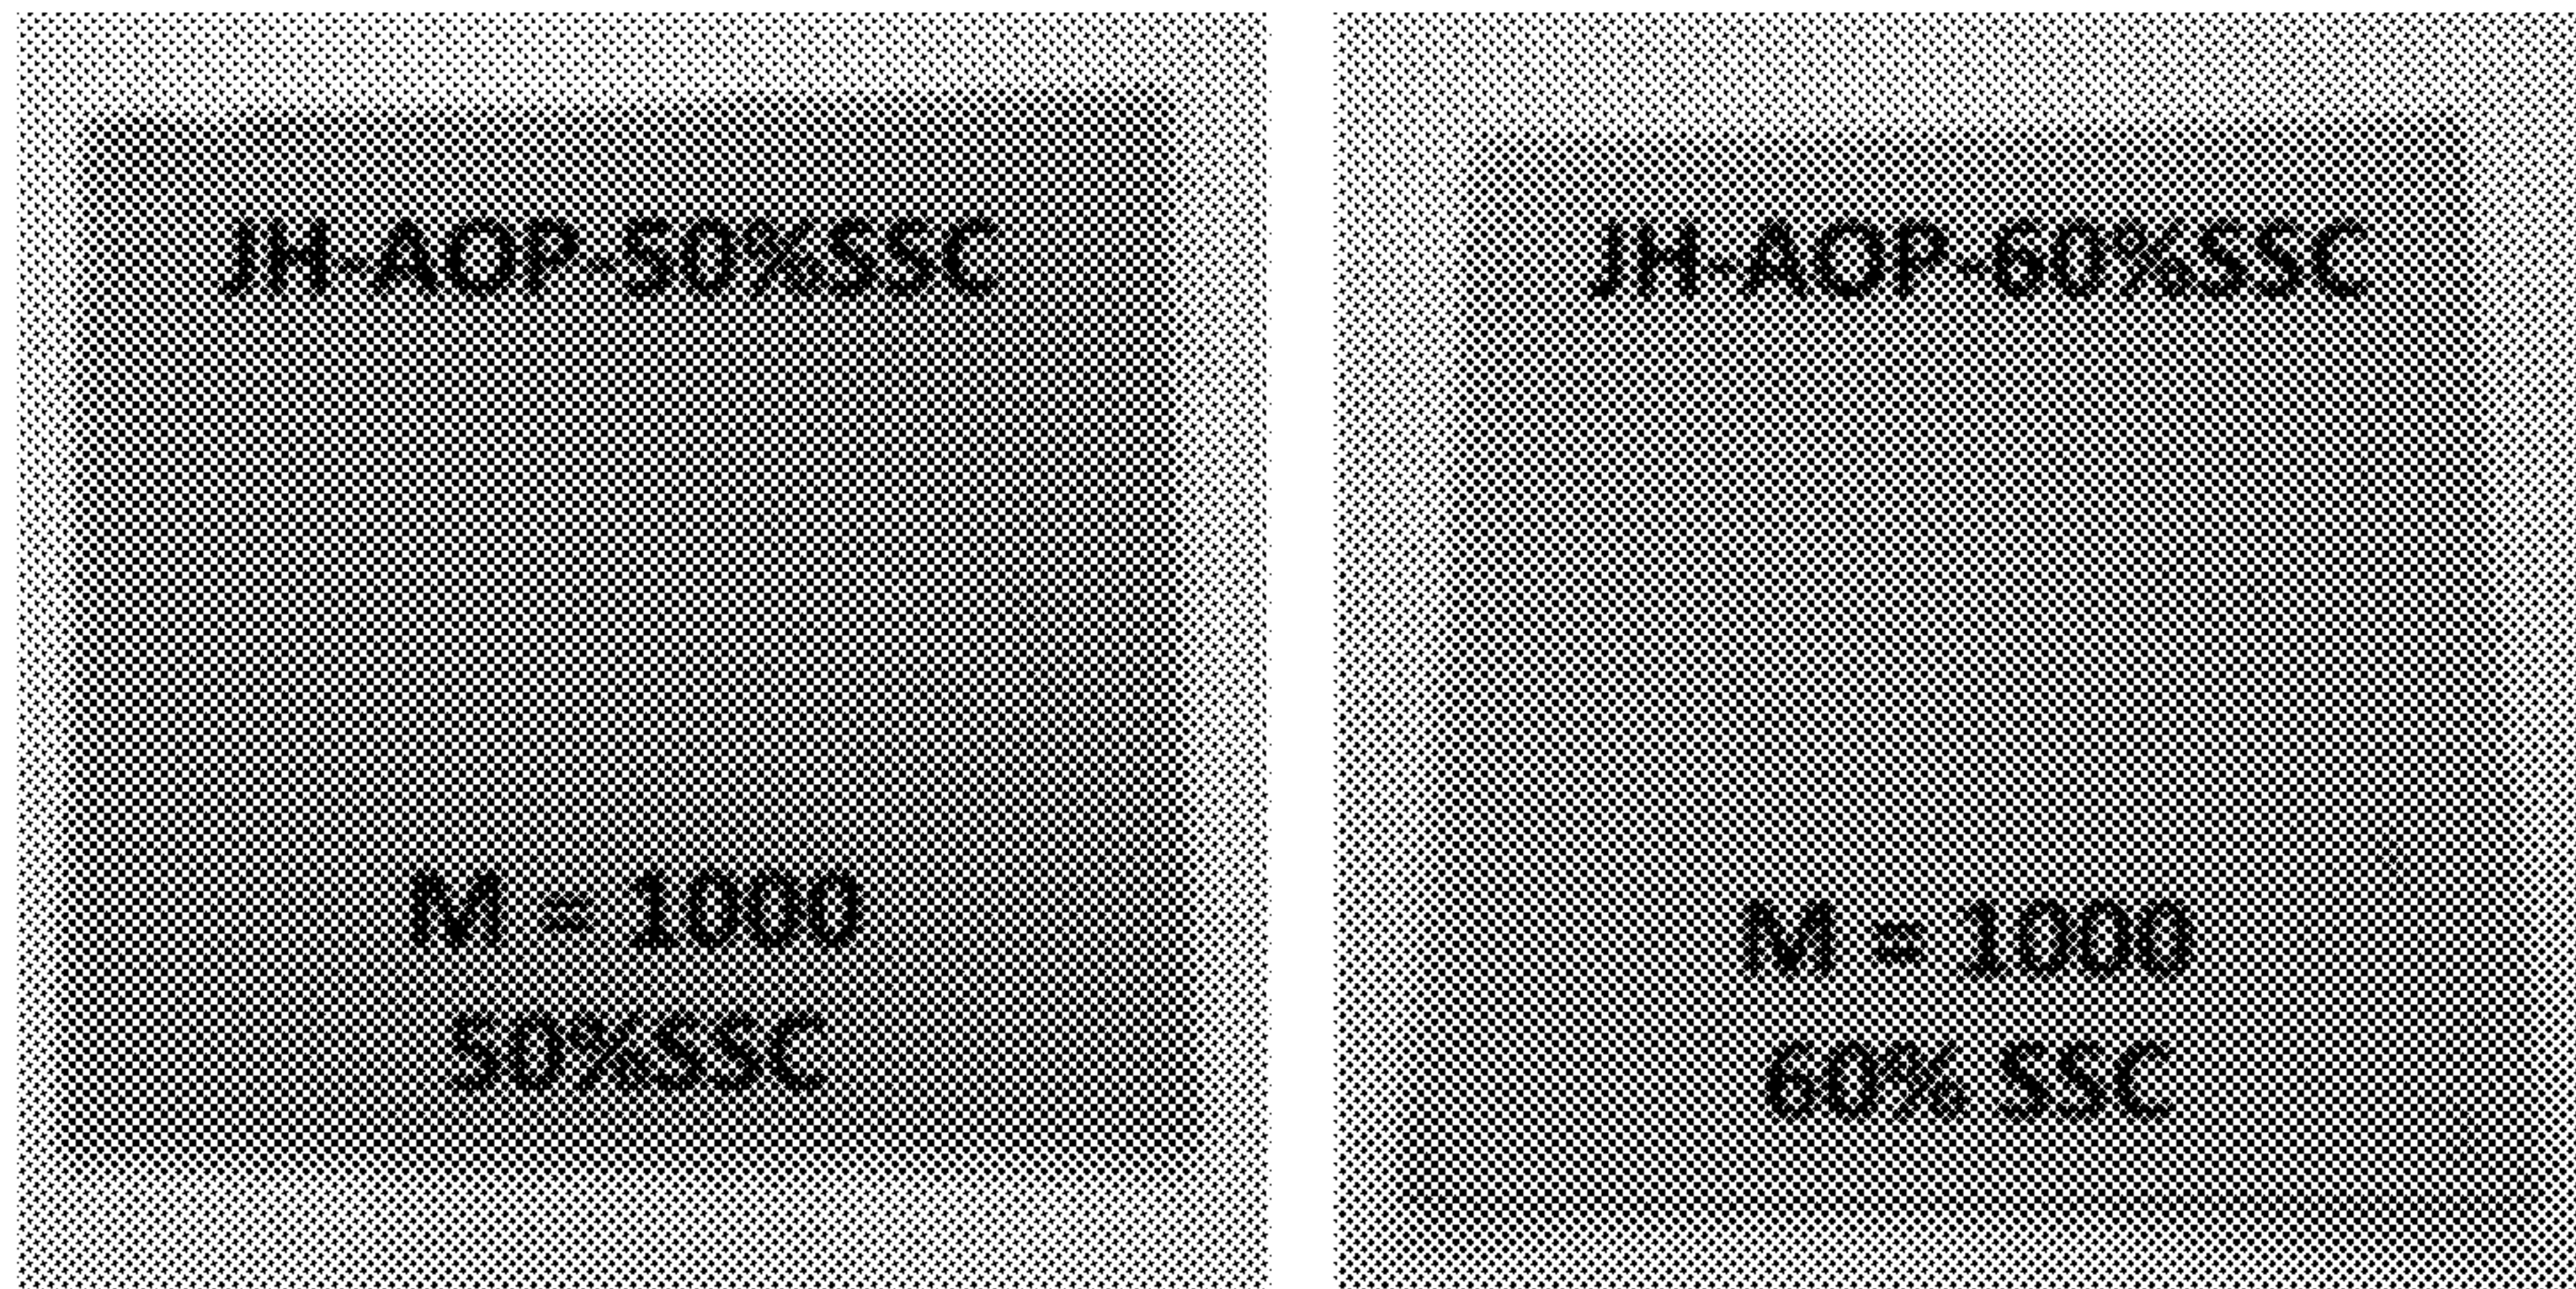 JH-AOP-50%SSC
M = 1000
50%SSC
JH-AOP-60%SSC
M = 1000
60% SSC